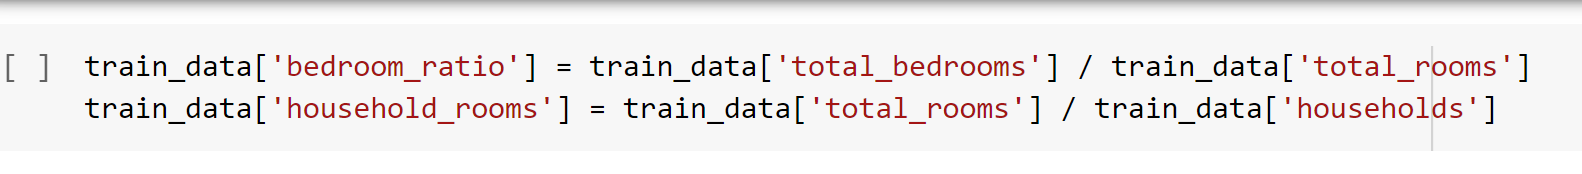 [ ] train_data['bedroom_ratio'] = train_data['total_bedrooms'] / train_data['total_rooms']
train_data['household_rooms'] = train_data['total_rooms'] / train_data['households']